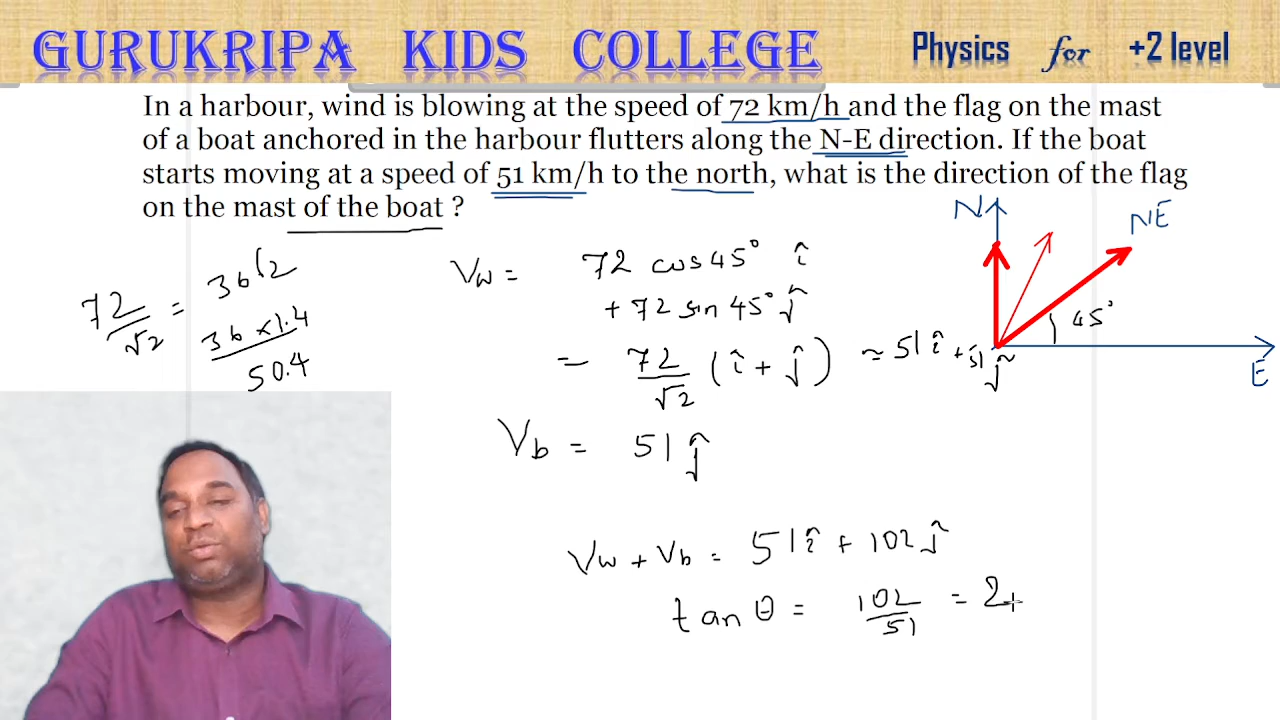 GURUKRIPA KIDS COLLEGE
Physics for +2 level
In a harbour, wind is blowing at the speed of 72 km/h and the flag on the mast
of a boat anchored in the harbour flutters along the N-E direction. If the boat
starts moving at a speed of 51 km/h to the north, what is the direction of the flag
on the mast of the boat ?
N
NE
45°
E
72/√2 = 36√2
36 x 1.4
50.4
Vw = 72 cos 45° î
+ 72 sin 45° ĵ
= 72/√2 (î + ĵ) ≈ 51 î + 51 ĵ
Vb = 51 ĵ
Vw + Vb = 51 î + 102 ĵ
tan θ = 102/51 = 2